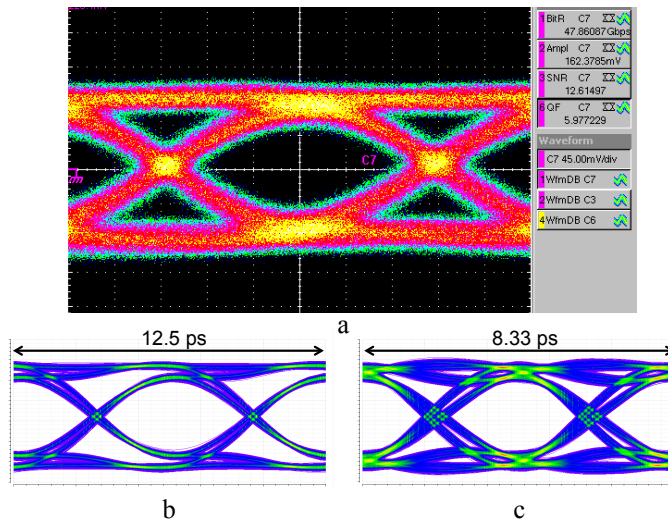 1 BitR C7
47.86087Gbps
2 Ampl C7
162.3785mV
3 SNR C7
12.61497
6 QF C7
5.977229
Waveform
C7 45.00mV/div
1 WfmDB C7
2 WfmDB C3
4 WfmDB C6
C7
a
12.5 ps
8.33 ps
b
c